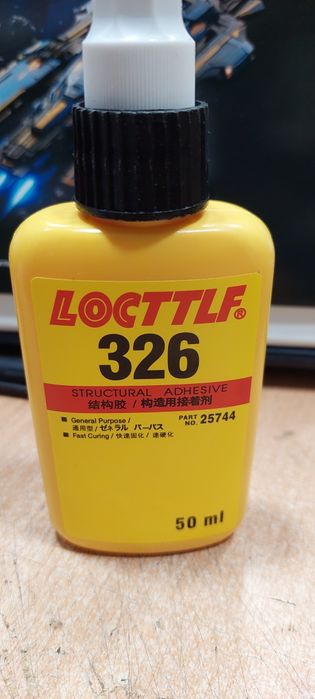 LOCTTLF®
326
STRUCTURAL ADHESIVE
结构胶 / 构造用接着剂
■ General Purpose /
通用型 / ゼネラル パーパス
■ Fast Curing / 快速固化 / 速硬化
PART NO. 25744
50 ml